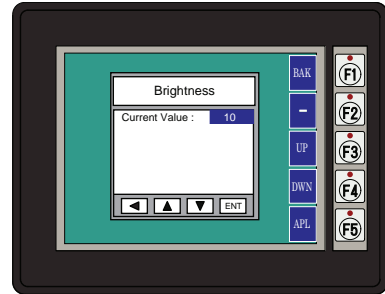 Brightness
Current Value : 10
ENT
BAK
–
UP
DWN
APL
F1
F2
F3
F4
F5